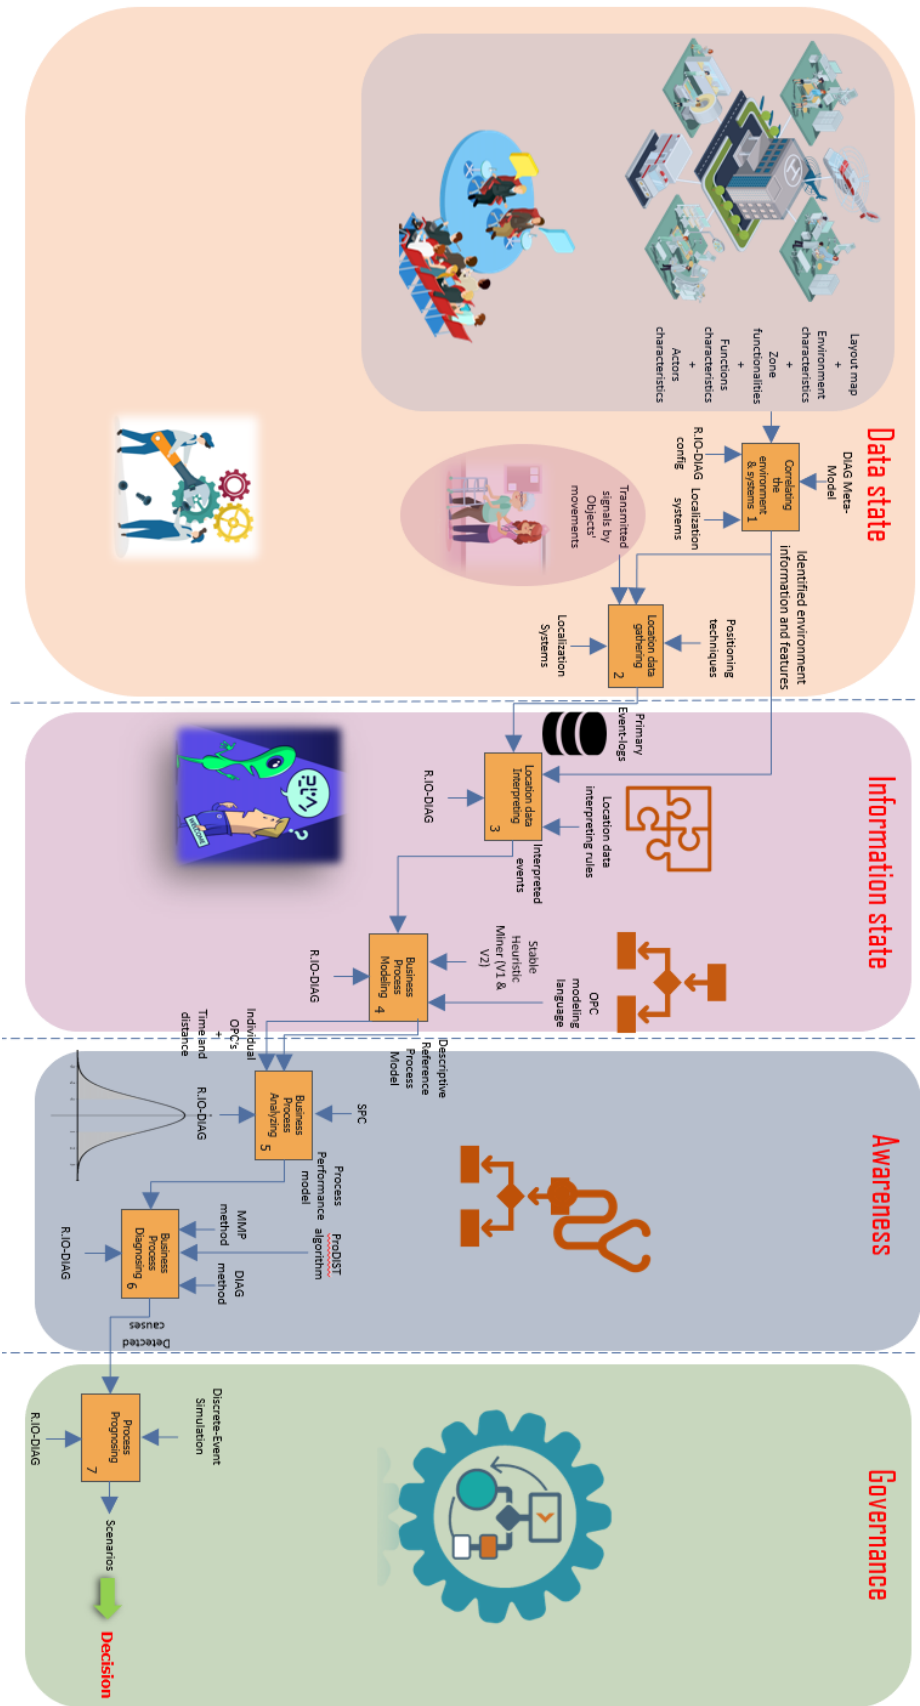 Data state
Layout map
+
Environment
characteristics
+
Zone
functionalities
+
Functions
characteristics
+
Actors
characteristics
DIAG Meta-
Model
Correlating
the
environment
& systems
1
R.IO-DIAG
config
Localization
systems
Identified environment
information and features
Transmitted
signals by
Objects'
movements
Positioning
techniques
Location data
gathering
2
Localization
Systems
Information state
Primary
Event-logs
Location data
interpreting rules
Location data
Interpreting
3
R.IO-DIAG
Interpreted
events
WELCOME
?
Stable
Heuristic
Miner (V1 &
V2)
OPC
modeling
language
Business
Process
Modeling
4
R.IO-DIAG
Awareness
Descriptive
Reference
Process
Model
Individual
OPC's
+
Time and
distance
SPC
Business
Process
Analyzing
5
R.IO-DIAG
Process
Performance
model
MMP
method
ProDIST
algorithm
DIAG
method
Business
Process
Diagnosing
6
R.IO-DIAG
Detected
causes
Governance
Discrete-Event
Simulation
Process
Prognosing
7
R.IO-DIAG
Scenarios
Decision